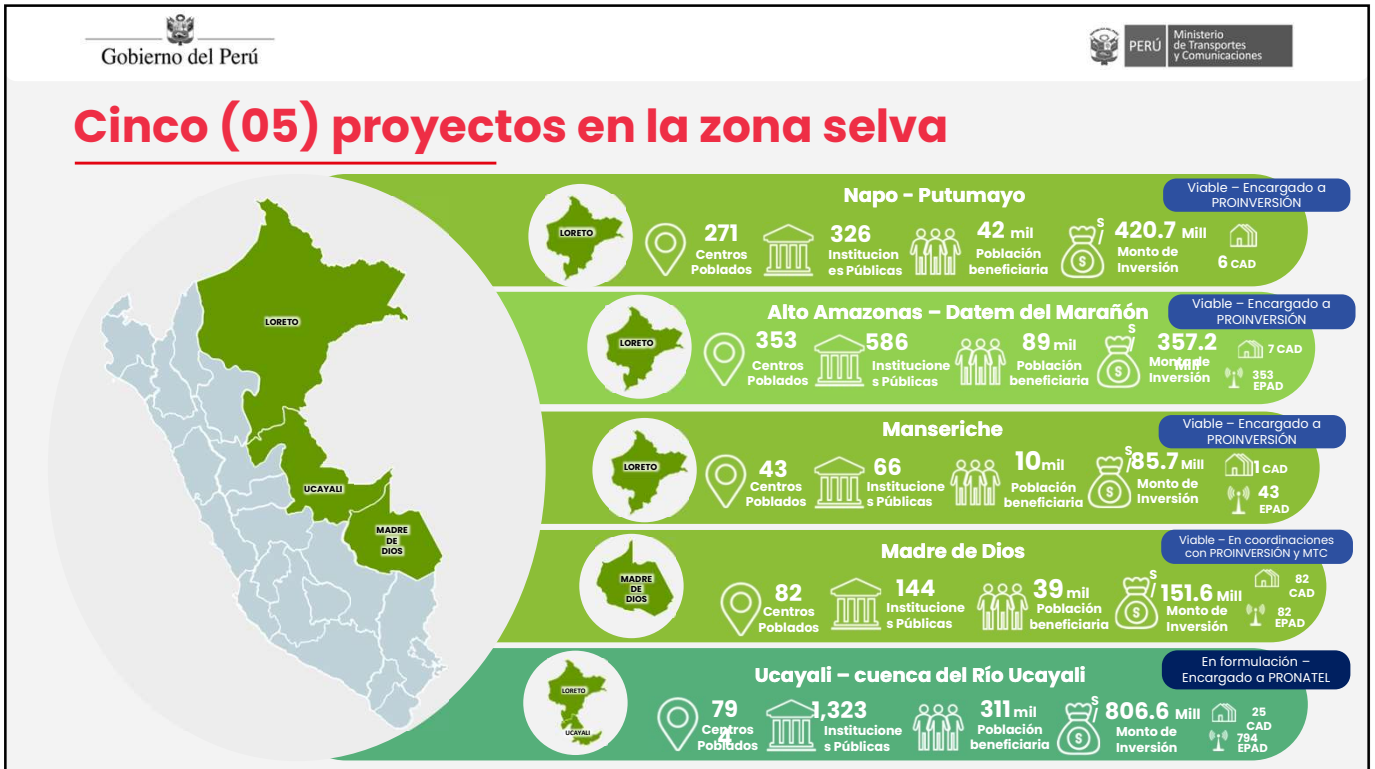 Gobierno del Perú
PERÚ
Ministerio
de Transportes
y Comunicaciones
Cinco (05) proyectos en la zona selva
LORETO
UCAYALI
MADRE
DE
DIOS
Napo - Putumayo
Viable – Encargado a
PROINVERSIÓN
LORETO
271
Centros
Poblados
326
Institucion
es Públicas
42 mil
Población
beneficiaria
S/
420.7 Mill
Monto de
Inversión
6 CAD
Alto Amazonas – Datem del Marañón
Viable – Encargado a
PROINVERSIÓN
LORETO
353
Centros
Poblados
586
Institucione
s Públicas
89 mil
Población
beneficiaria
S/
357.2
Mill
Monto de
Inversión
7 CAD
353
EPAD
Manseriche
Viable – Encargado a
PROINVERSIÓN
LORETO
43
Centros
Poblados
66
Institucione
s Públicas
10mil
Población
beneficiaria
S/
85.7 Mill
Monto de
Inversión
1 CAD
43
EPAD
Madre de Dios
Viable – En coordinaciones
con PROINVERSIÓN y MTC
MADRE
DE
DIOS
82
Centros
Poblados
144
Institucione
s Públicas
39 mil
Población
beneficiaria
S/
151.6 Mill
Monto de
Inversión
82
CAD
82
EPAD
Ucayali – cuenca del Río Ucayali
En formulación –
Encargado a PRONATEL
LORETO
UCAYALI
79
4
Centros
Poblados
1,323
Institucione
s Públicas
311 mil
Población
beneficiaria
S/
806.6 Mill
Monto de
Inversión
25
CAD
794
EPAD